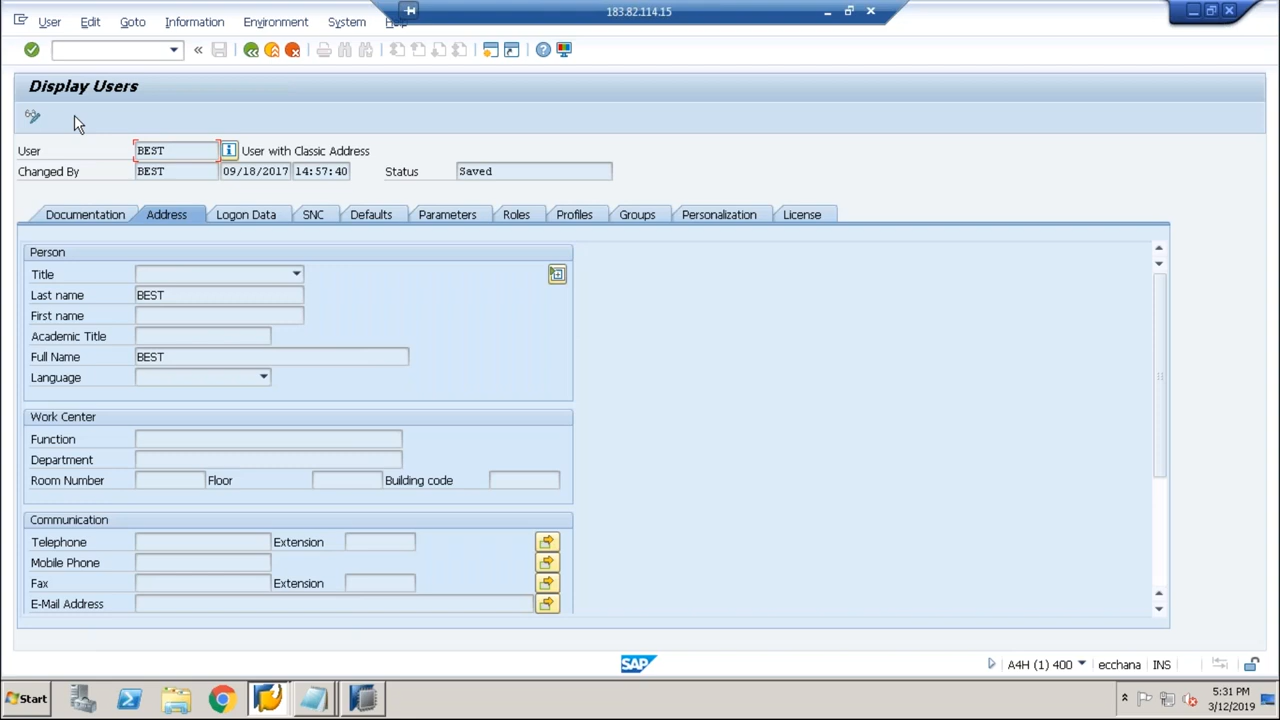 183.82.114.15
User Edit Goto Information Environment System Help
Display Users
User BEST User with Classic Address
Changed By BEST 09/18/2017 14:57:40 Status Saved
Documentation Address Logon Data SNC Defaults Parameters Roles Profiles Groups Personalization License
Person
Title
Last name BEST
First name
Academic Title
Full Name BEST
Language
Work Center
Function
Department
Room Number Floor Building code
Communication
Telephone Extension
Mobile Phone
Fax Extension
E-Mail Address
SAP A4H (1) 400 ecchana INS
Start 5:31 PM
3/12/2019